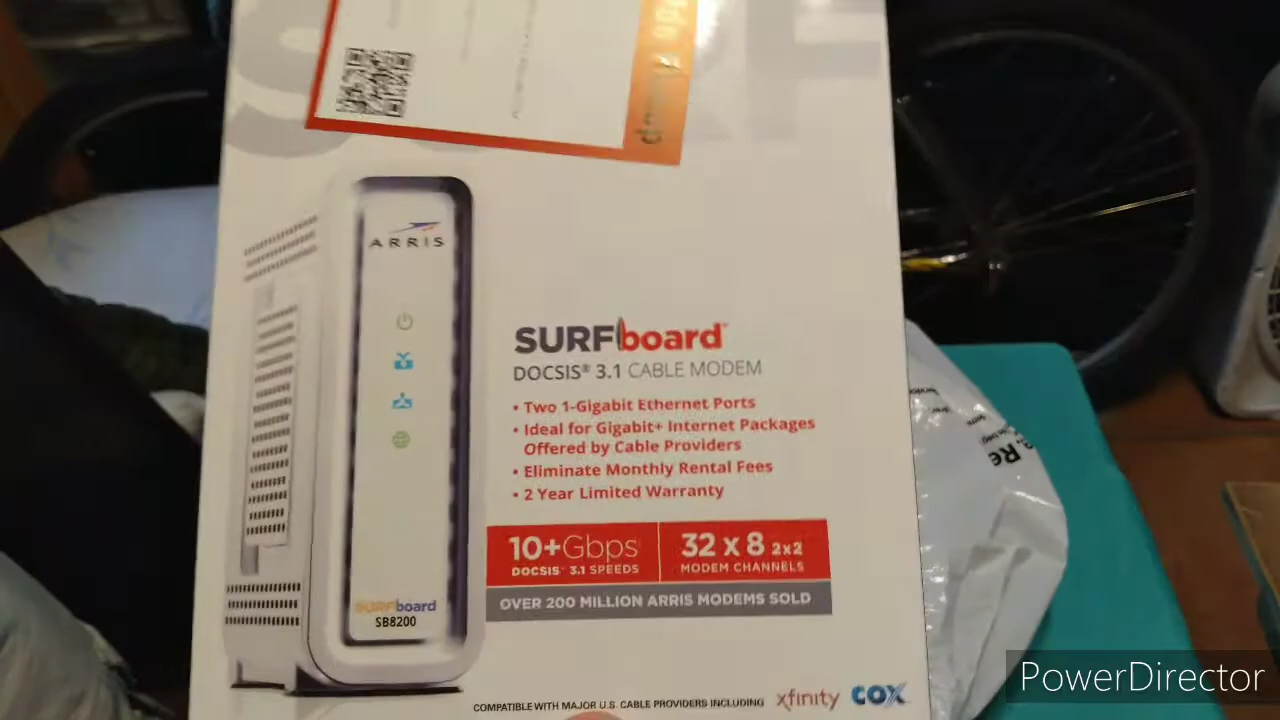 ARRIS
SURFboard
DOCSIS® 3.1 CABLE MODEM
• Two 1-Gigabit Ethernet Ports
• Ideal for Gigabit+ Internet Packages
Offered by Cable Providers
• Eliminate Monthly Rental Fees
• 2 Year Limited Warranty
10+Gbps
DOCSIS® 3.1 SPEEDS
32 x 8 2x2
MODEM CHANNELS
OVER 200 MILLION ARRIS MODEMS SOLD
SURFboard
SB8200
COMPATIBLE WITH MAJOR U.S. CABLE PROVIDERS INCLUDING xfinity COX
PowerDirector